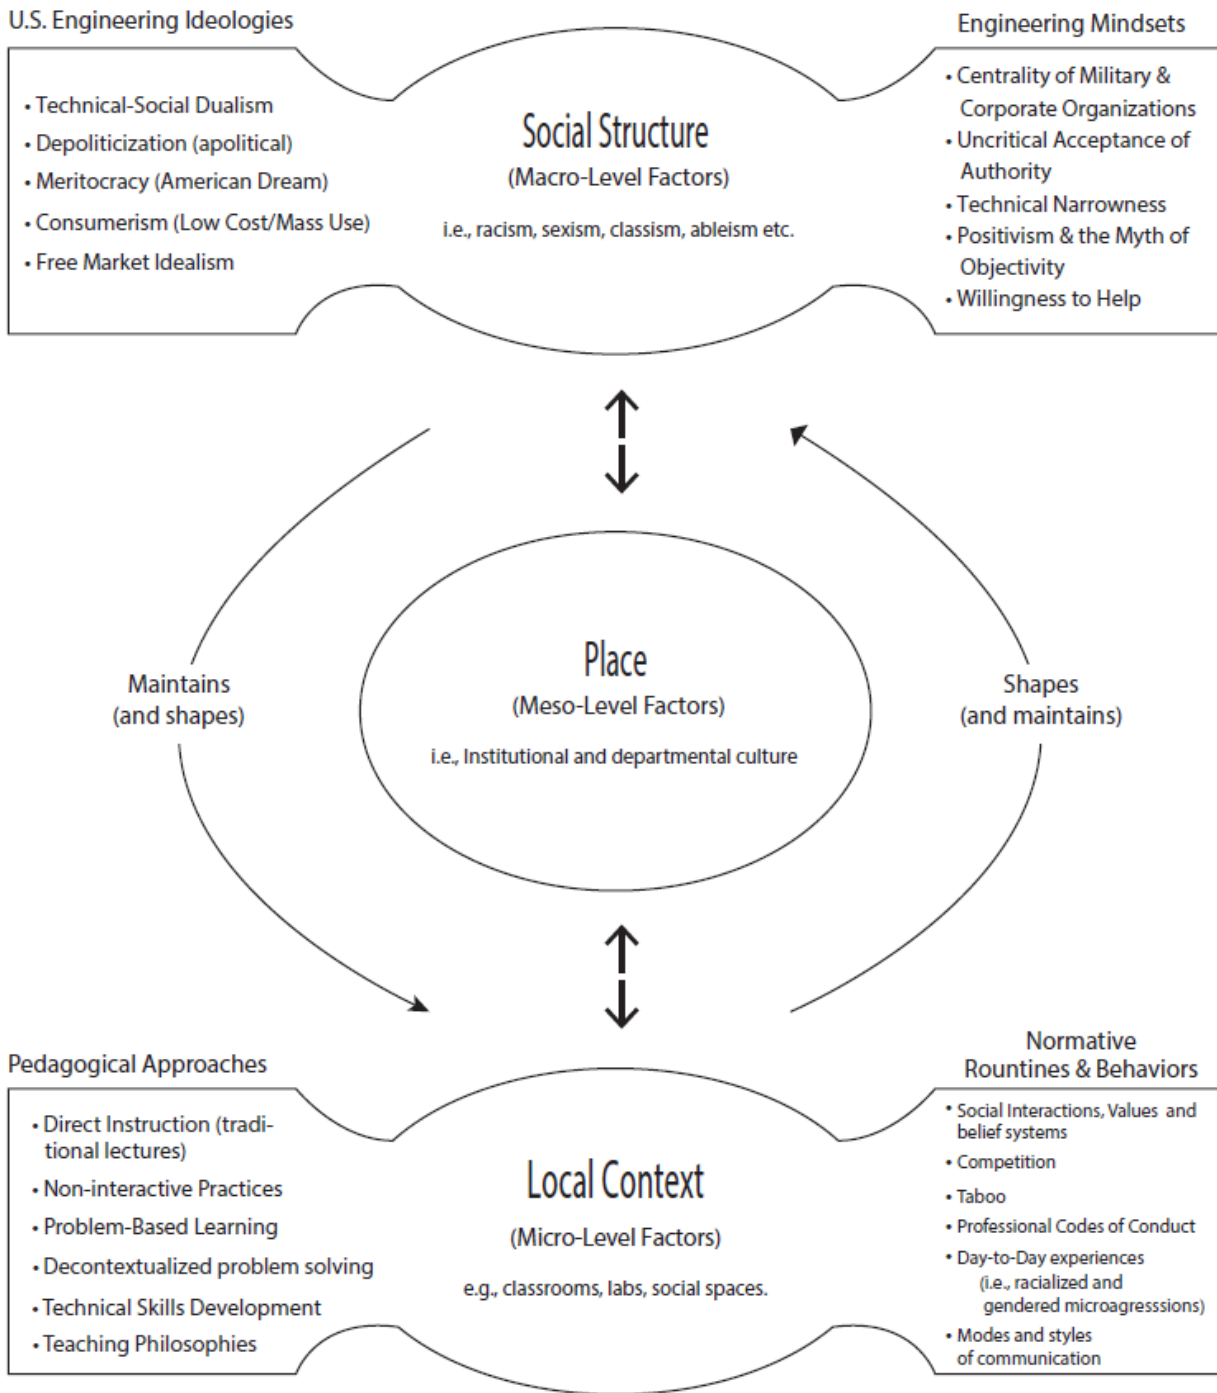 U.S. Engineering Ideologies
• Technical-Social Dualism
• Depoliticization (apolitical)
• Meritocracy (American Dream)
• Consumerism (Low Cost/Mass Use)
• Free Market Idealism
Social Structure
(Macro-Level Factors)
i.e., racism, sexism, classism, ableism etc.
Engineering Mindsets
• Centrality of Military &
Corporate Organizations
• Uncritical Acceptance of
Authority
• Technical Narrowness
• Positivism & the Myth of
Objectivity
• Willingness to Help
Maintains
(and shapes)
Place
(Meso-Level Factors)
i.e., Institutional and departmental culture
Shapes
(and maintains)
Pedagogical Approaches
• Direct Instruction (tradi-
tional lectures)
• Non-interactive Practices
• Problem-Based Learning
• Decontextualized problem solving
• Technical Skills Development
• Teaching Philosophies
Local Context
(Micro-Level Factors)
e.g., classrooms, labs, social spaces.
Normative
Rountines & Behaviors
• Social Interactions, Values and
belief systems
• Competition
• Taboo
• Professional Codes of Conduct
• Day-to-Day experiences
(i.e., racialized and
gendered microagresssions)
• Modes and styles
of communication